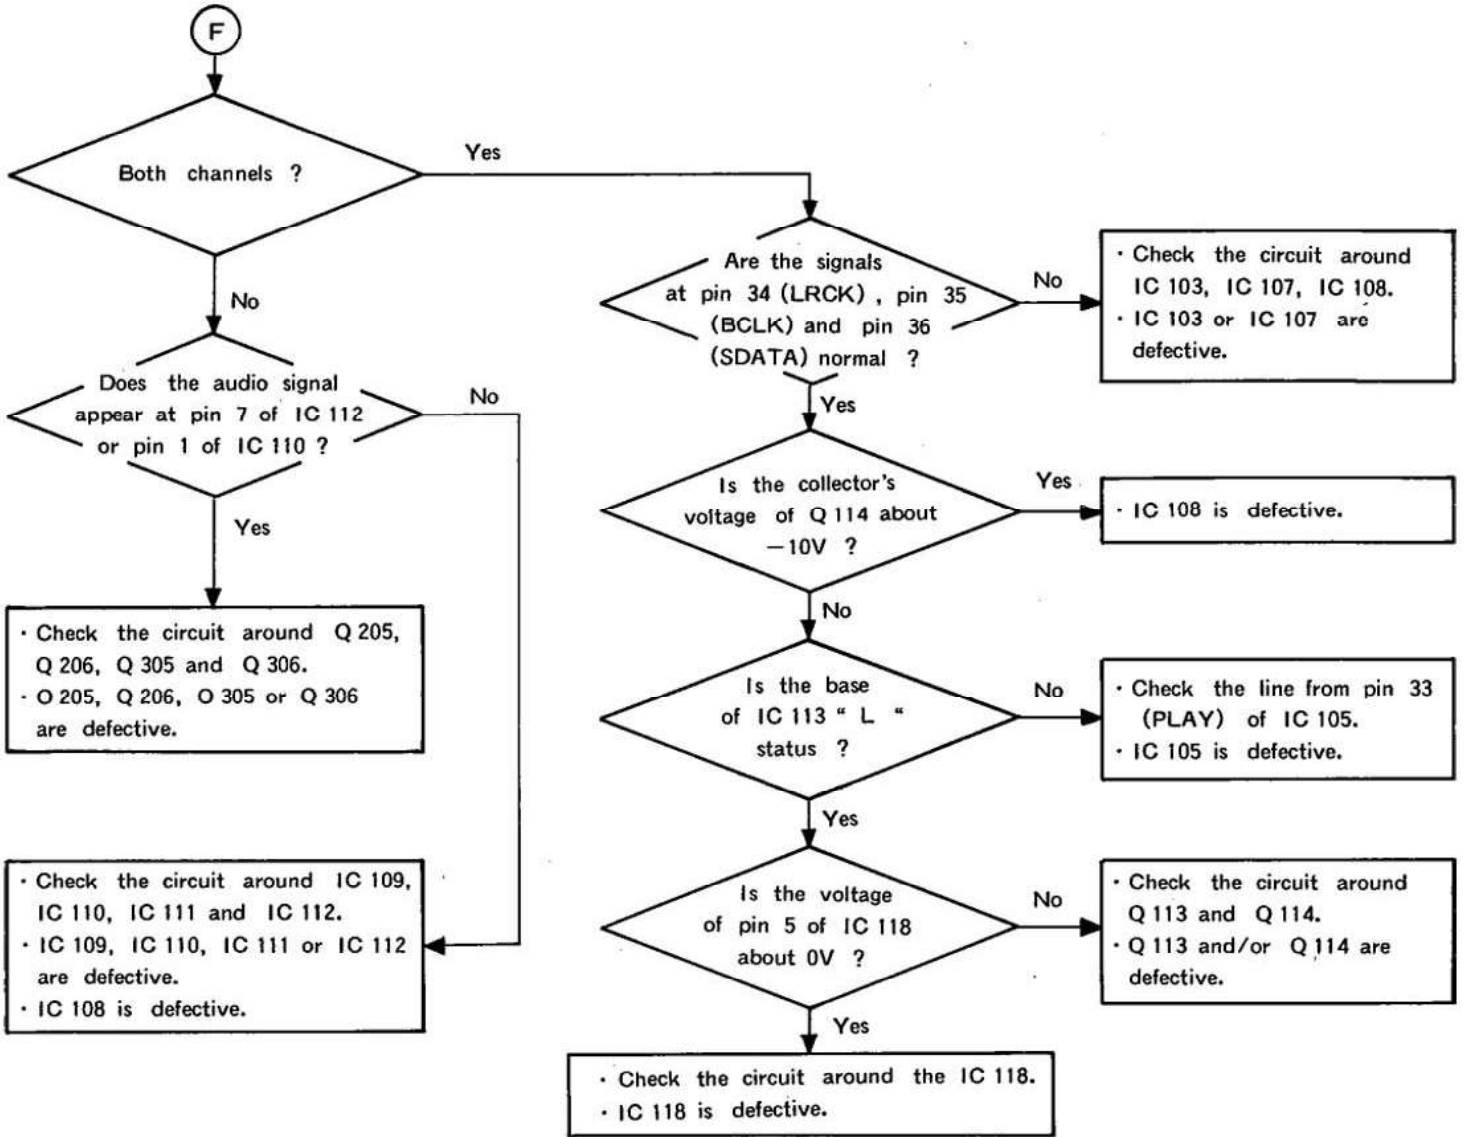 F
Both channels ?
Yes
No
Does the audio signal
appear at pin 7 of IC 112
or pin 1 of IC 110 ?
No
Yes
· Check the circuit around Q 205,
Q 206, Q 305 and Q 306.
· O 205, Q 206, O 305 or Q 306
are defective.
· Check the circuit around IC 109,
IC 110, IC 111 and IC 112.
· IC 109, IC 110, IC 111 or IC 112
are defective.
· IC 108 is defective.
Are the signals
at pin 34 (LRCK) , pin 35
(BCLK) and pin 36
(SDATA) normal ?
No
· Check the circuit around
IC 103, IC 107, IC 108.
· IC 103 or IC 107 are
defective.
Yes
Is the collector's
voltage of Q 114 about
—10V ?
Yes
· IC 108 is defective.
No
Is the base
of IC 113 “ L “
status ?
No
· Check the line from pin 33
(PLAY) of IC 105.
· IC 105 is defective.
Yes
Is the voltage
of pin 5 of IC 118
about 0V ?
No
· Check the circuit around
Q 113 and Q 114.
· Q 113 and/or Q 114 are
defective.
Yes
· Check the circuit around the IC 118.
· IC 118 is defective.